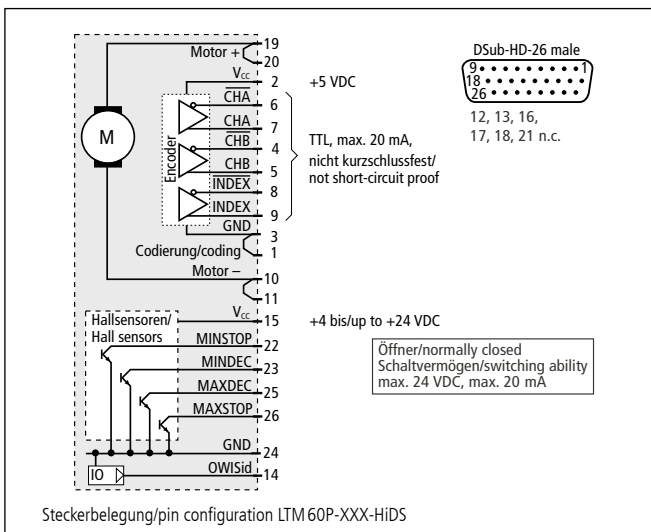 Motor +
19
20
Vcc
2
+5 VDC
CHA
6
CHA
7
CHB
4
CHB
5
INDEX
8
INDEX
9
GND
3
Codierung/coding
1
Motor –
10
11
M
Encoder
TTL, max. 20 mA,
nicht kurzschlussfest/
not short-circuit proof
DSub-HD-26 male
9
1
18
26
12, 13, 16,
17, 18, 21 n.c.
Hallsensoren/
Hall sensors
Vcc
15
+4 bis/up to +24 VDC
MINSTOP
22
MINDEC
23
MAXDEC
25
MAXSTOP
26
GND
24
OWISid
14
IO
Öffner/normally closed
Schaltvermögen/switching ability
max. 24 VDC, max. 20 mA
Steckerbelegung/pin configuration LTM 60P-XXX-HiDS